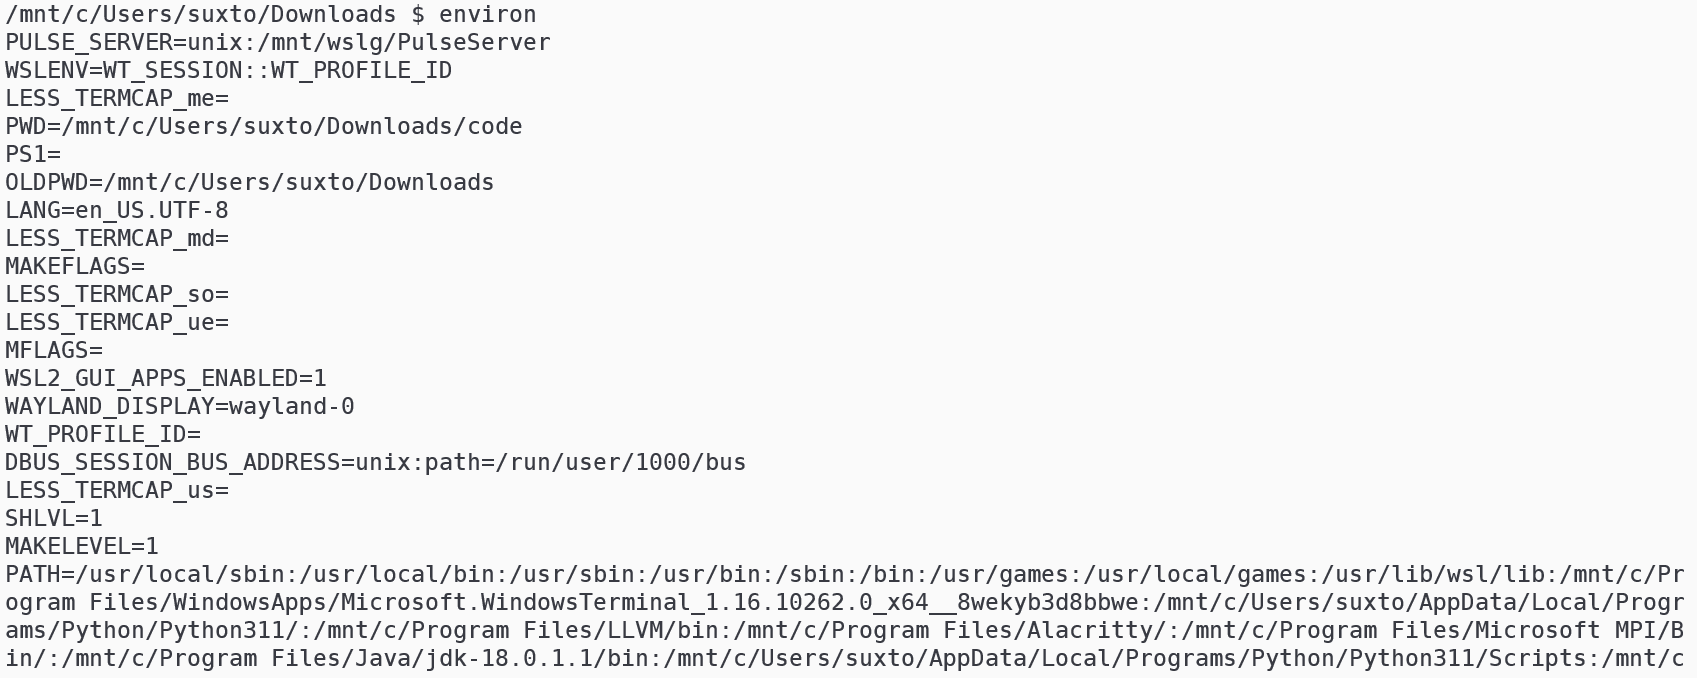 /mnt/c/Users/suxto/Downloads $ environ
PULSE_SERVER=unix:/mnt/wslg/PulseServer
WSLENV=WT_SESSION::WT_PROFILE_ID
LESS_TERMCAP_me=
PWD=/mnt/c/Users/suxto/Downloads/code
PS1=
OLDPWD=/mnt/c/Users/suxto/Downloads
LANG=en_US.UTF-8
LESS_TERMCAP_md=
MAKEFLAGS=
LESS_TERMCAP_so=
LESS_TERMCAP_ue=
MFLAGS=
WSL2_GUI_APPS_ENABLED=1
WAYLAND_DISPLAY=wayland-0
WT_PROFILE_ID=
DBUS_SESSION_BUS_ADDRESS=unix:path=/run/user/1000/bus
LESS_TERMCAP_us=
SHLVL=1
MAKELEVEL=1
PATH=/usr/local/sbin:/usr/local/bin:/usr/sbin:/usr/bin:/sbin:/bin:/usr/games:/usr/local/games:/usr/lib/wsl/lib:/mnt/c/Pr
ogram Files/WindowsApps/Microsoft.WindowsTerminal_1.16.10262.0_x64__8wekyb3d8bbwe:/mnt/c/Users/suxto/AppData/Local/Progr
ams/Python/Python311/:/mnt/c/Program Files/LLVM/bin:/mnt/c/Program Files/Alacritty/:/mnt/c/Program Files/Microsoft MPI/B
in/:/mnt/c/Program Files/Java/jdk-18.0.1.1/bin:/mnt/c/Users/suxto/AppData/Local/Programs/Python/Python311/Scripts:/mnt/c